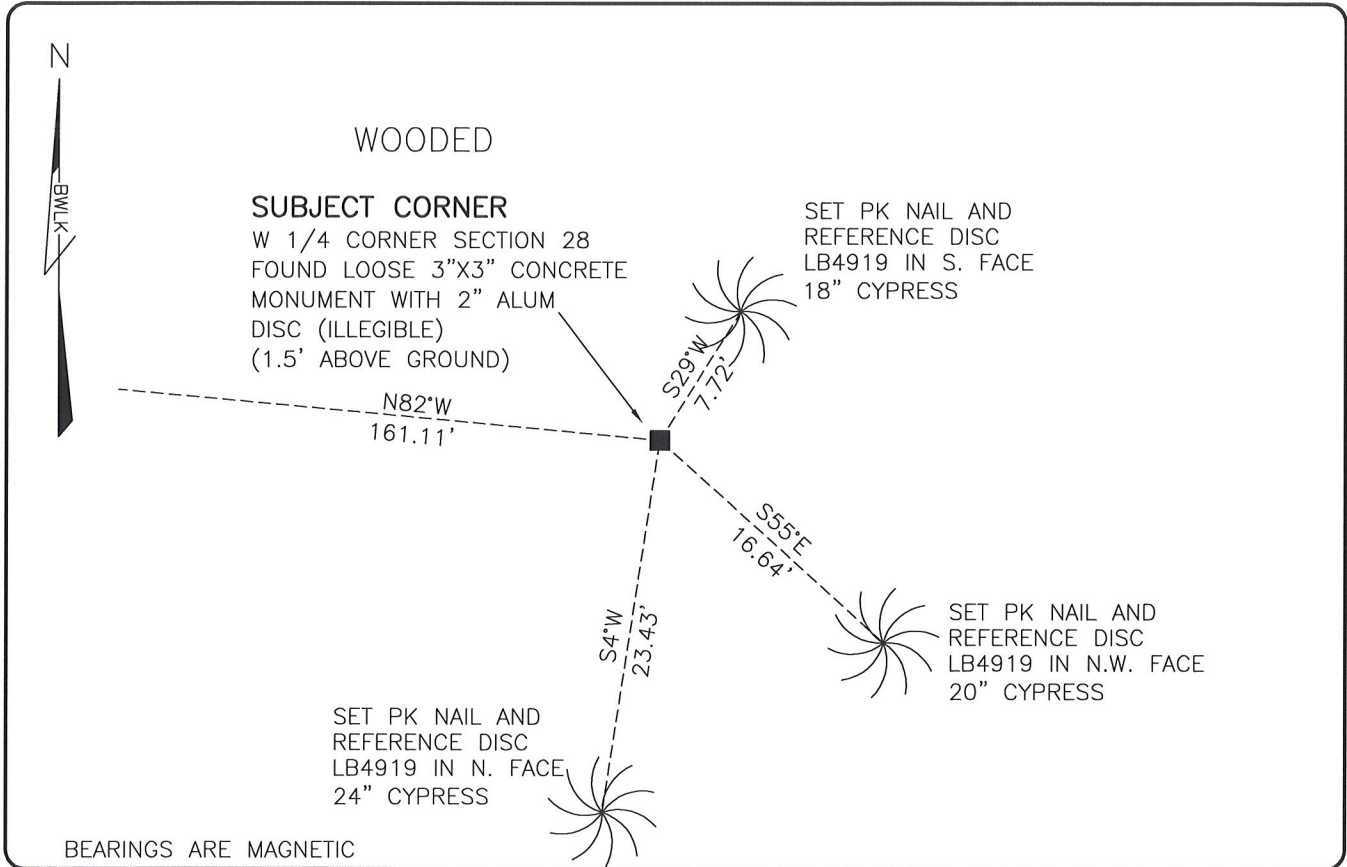 N
BWLK
WOODED
SUBJECT CORNER
W 1/4 CORNER SECTION 28
FOUND LOOSE 3"X3" CONCRETE
MONUMENT WITH 2" ALUM
DISC (ILLEGIBLE)
(1.5' ABOVE GROUND)
SET PK NAIL AND
REFERENCE DISC
LB4919 IN S. FACE
18" CYPRESS
S29°W
7.72'
N82°W
161.11'
S55°E
16.64'
S4°W
23.43'
SET PK NAIL AND
REFERENCE DISC
LB4919 IN N.W. FACE
20" CYPRESS
SET PK NAIL AND
REFERENCE DISC
LB4919 IN N. FACE
24" CYPRESS
BEARINGS ARE MAGNETIC